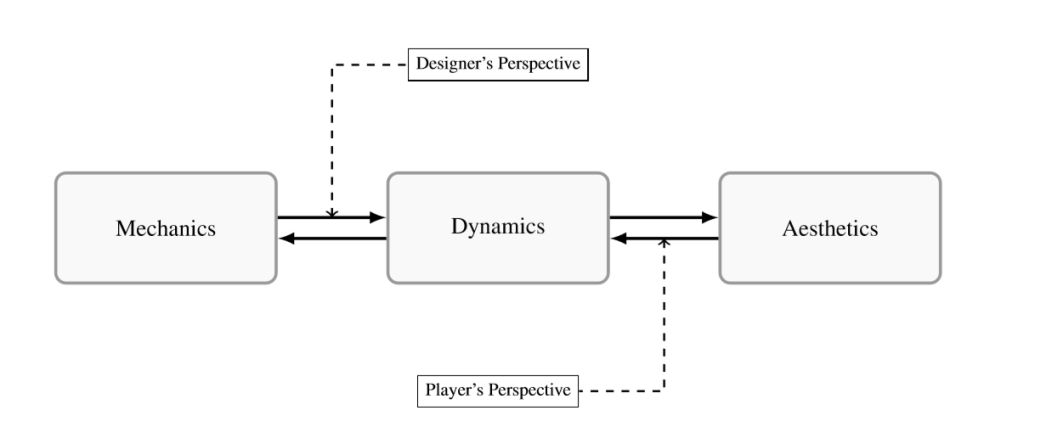 Designer's Perspective
Mechanics
Dynamics
Aesthetics
Player's Perspective